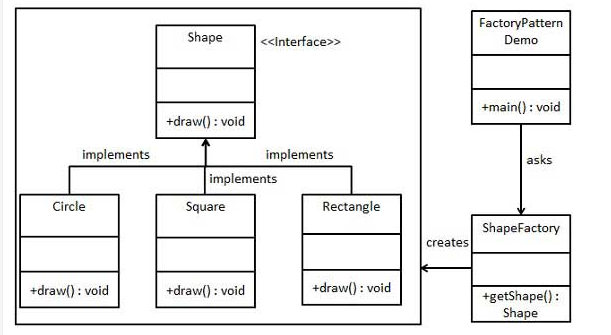 Shape
<<Interface>>
+draw() : void
implements
implements
implements
Circle
+draw() : void
Square
+draw() : void
Rectangle
+draw() : void
FactoryPattern
Demo
+main() : void
asks
ShapeFactory
+getShape() :
Shape
creates